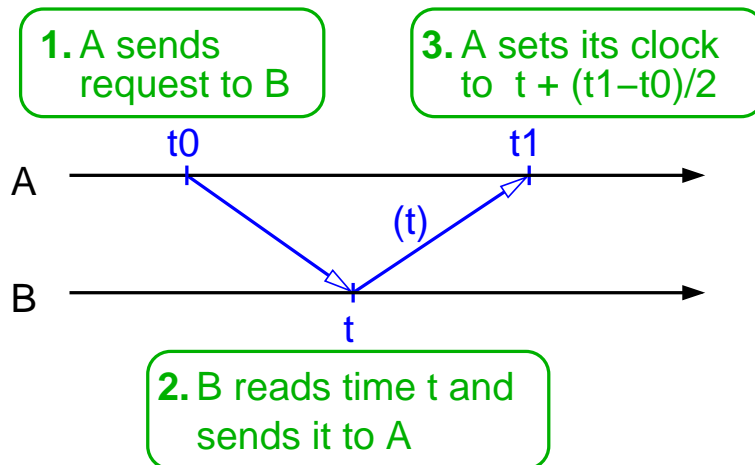 1. A sends
request to B
3. A sets its clock
to t + (t1−t0)/2
t0
t1
A
(t)
B
t
2. B reads time t and
sends it to A